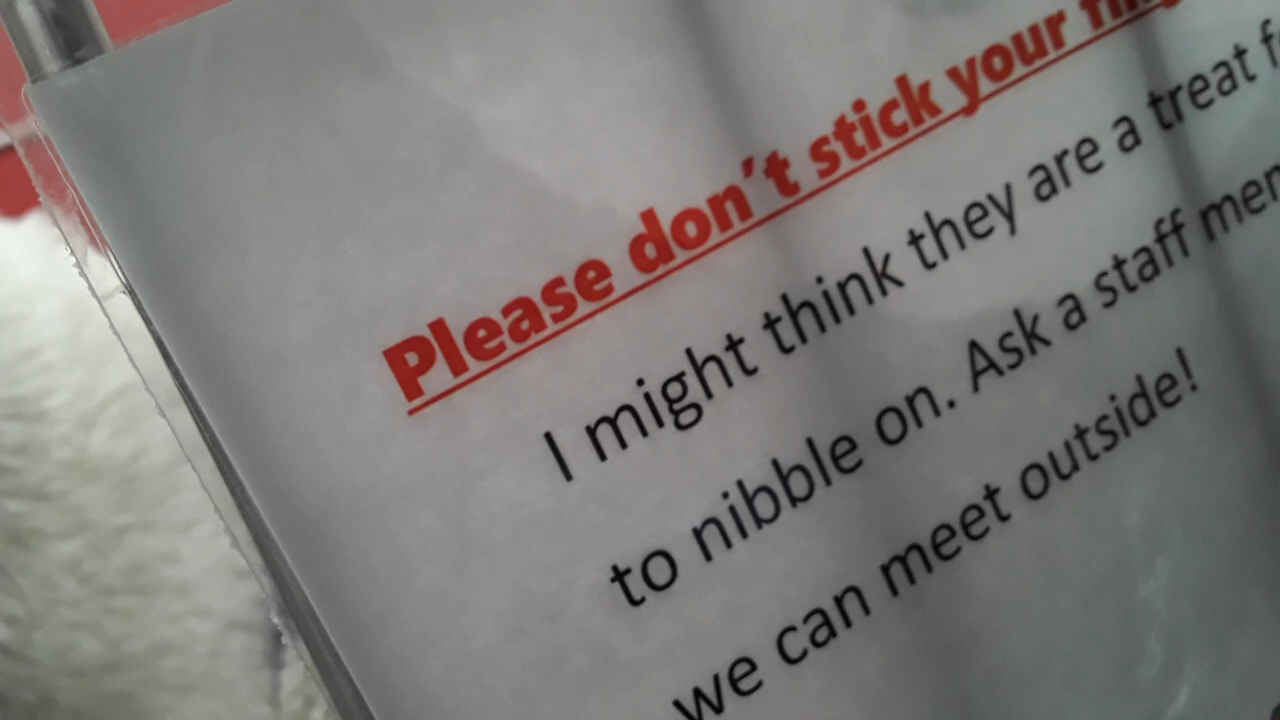 Please don't stick your
I might think they are a treat
to nibble on. Ask a staff
we can meet outside!